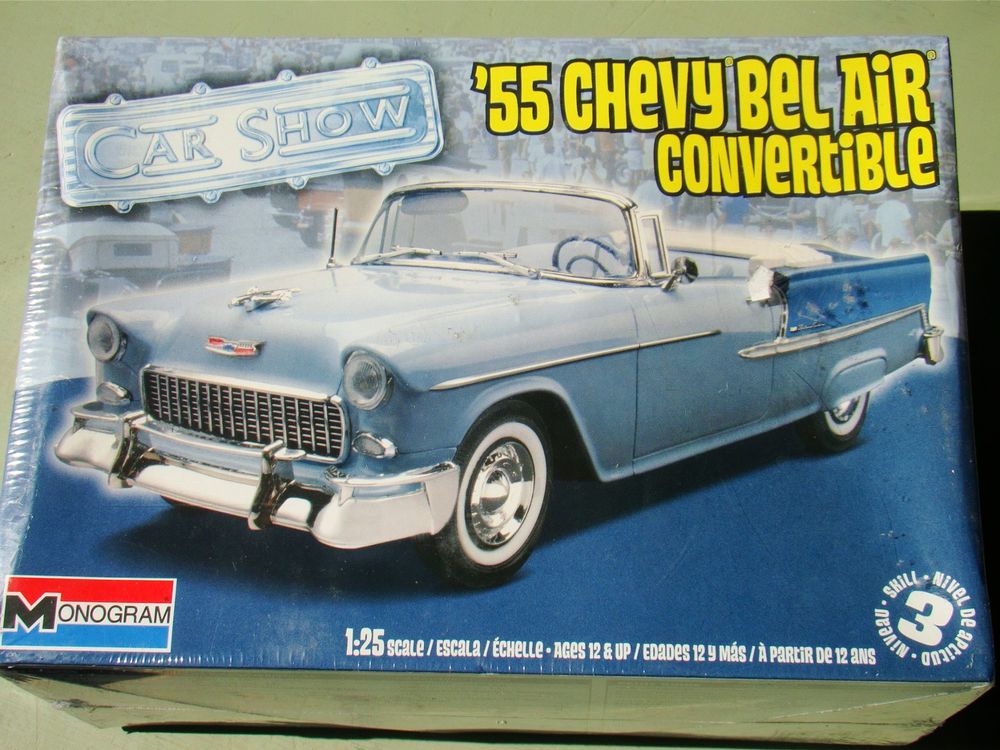 CAR SHOW
'55 CHEVY® BEL AIR®
CONVERTIBLE
MONOGRAM
1:25 SCALE / ESCALA / ÉCHELLE • AGES 12 & UP / EDADES 12 y MÁS / À PARTIR DE 12 ANS
SKILL • NIVEL DE APTITUD • NIVEAU •
3